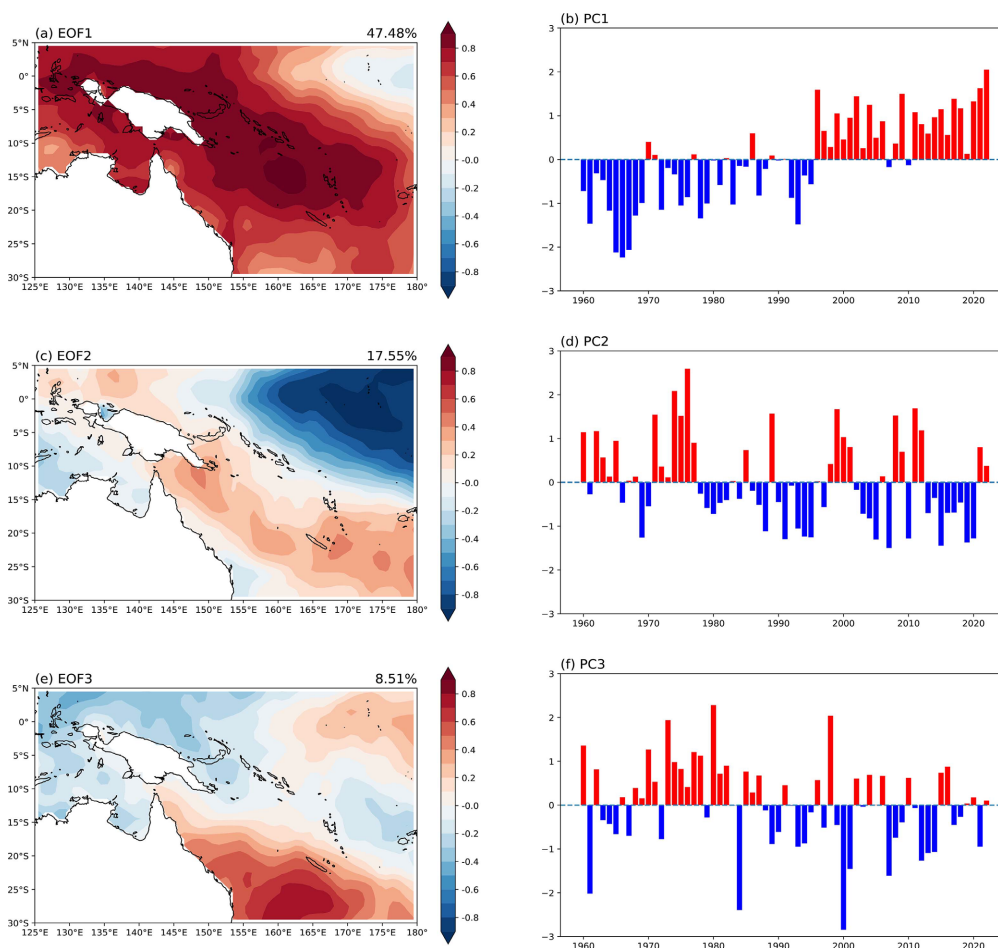 (a) EOF1 47.48%
5°N
0°
5°S
10°S
15°S
20°S
25°S
30°S
125°E 130°E 135°E 140°E 145°E 150°E 155°E 160°E 165°E 170°E 175°E 180°
0.8
0.6
0.4
0.2
-0.0
-0.2
-0.4
-0.6
-0.8
(b) PC1
3
2
1
0
−1
−2
−3
1960 1970 1980 1990 2000 2010 2020
(c) EOF2 17.55%
5°N
0°
5°S
10°S
15°S
20°S
25°S
30°S
125°E 130°E 135°E 140°E 145°E 150°E 155°E 160°E 165°E 170°E 175°E 180°
0.8
0.6
0.4
0.2
-0.0
-0.2
-0.4
-0.6
-0.8
(d) PC2
3
2
1
0
−1
−2
−3
1960 1970 1980 1990 2000 2010 2020
(e) EOF3 8.51%
5°N
0°
5°S
10°S
15°S
20°S
25°S
30°S
125°E 130°E 135°E 140°E 145°E 150°E 155°E 160°E 165°E 170°E 175°E 180°
0.8
0.6
0.4
0.2
-0.0
-0.2
-0.4
-0.6
-0.8
(f) PC3
3
2
1
0
−1
−2
−3
1960 1970 1980 1990 2000 2010 2020